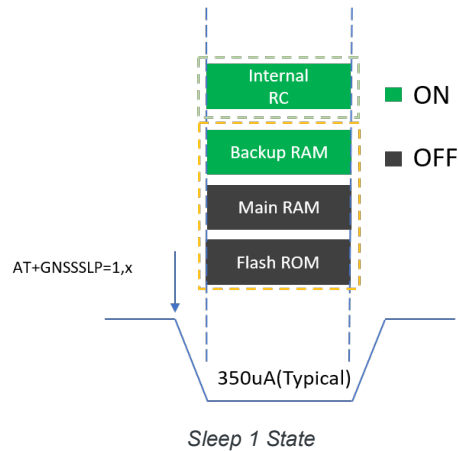 Internal
RC
ON
Backup RAM
OFF
Main RAM
Flash ROM
AT+GNSSSLP=1,x
350uA(Typical)
Sleep 1 State